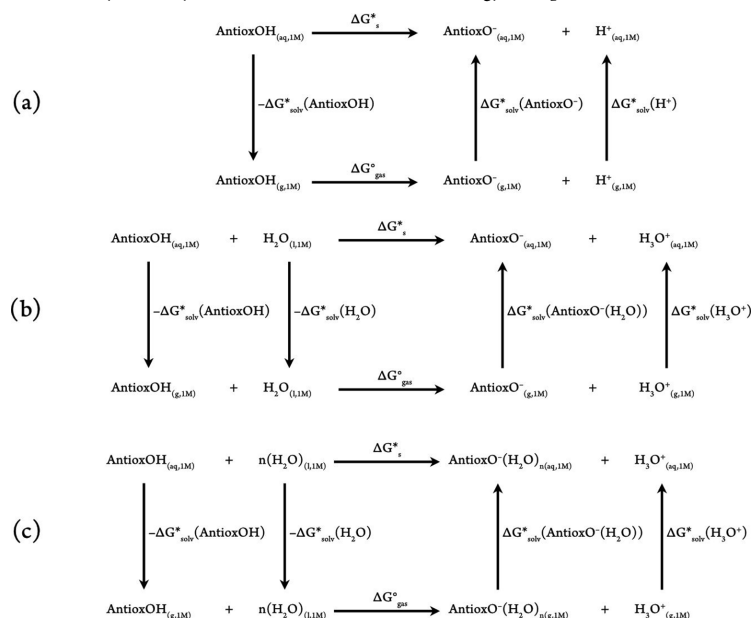 ΔG*ₛ
AntioxOH(aq,1M) AntioxO⁻(aq,1M) + H⁺(aq,1M)
(a)
−ΔG*solv(AntioxOH) ΔG*solv(AntioxO⁻) ΔG*solv(H⁺)
ΔG°gas
AntioxOH(g,1M) AntioxO⁻(g,1M) + H⁺(g,1M)
ΔG*ₛ
AntioxOH(aq,1M) + H₂O(l,1M) AntioxO⁻(aq,1M) + H₃O⁺(aq,1M)
(b)
−ΔG*solv(AntioxOH) −ΔG*solv(H₂O) ΔG*solv(AntioxO⁻(H₂O)) ΔG*solv(H₃O⁺)
ΔG°gas
AntioxOH(g,1M) + H₂O(l,1M) AntioxO⁻(g,1M) + H₃O⁺(g,1M)
ΔG*ₛ
AntioxOH(aq,1M) + n(H₂O)(l,1M) AntioxO⁻(H₂O)n(aq,1M) + H₃O⁺(aq,1M)
(c)
−ΔG*solv(AntioxOH) −ΔG*solv(H₂O) ΔG*solv(AntioxO⁻(H₂O)) ΔG*solv(H₃O⁺)
ΔG°gas
AntioxOH(g,1M) + n(H₂O)(l,1M) AntioxO⁻(H₂O)n(g,1M) + H₃O⁺(g,1M)